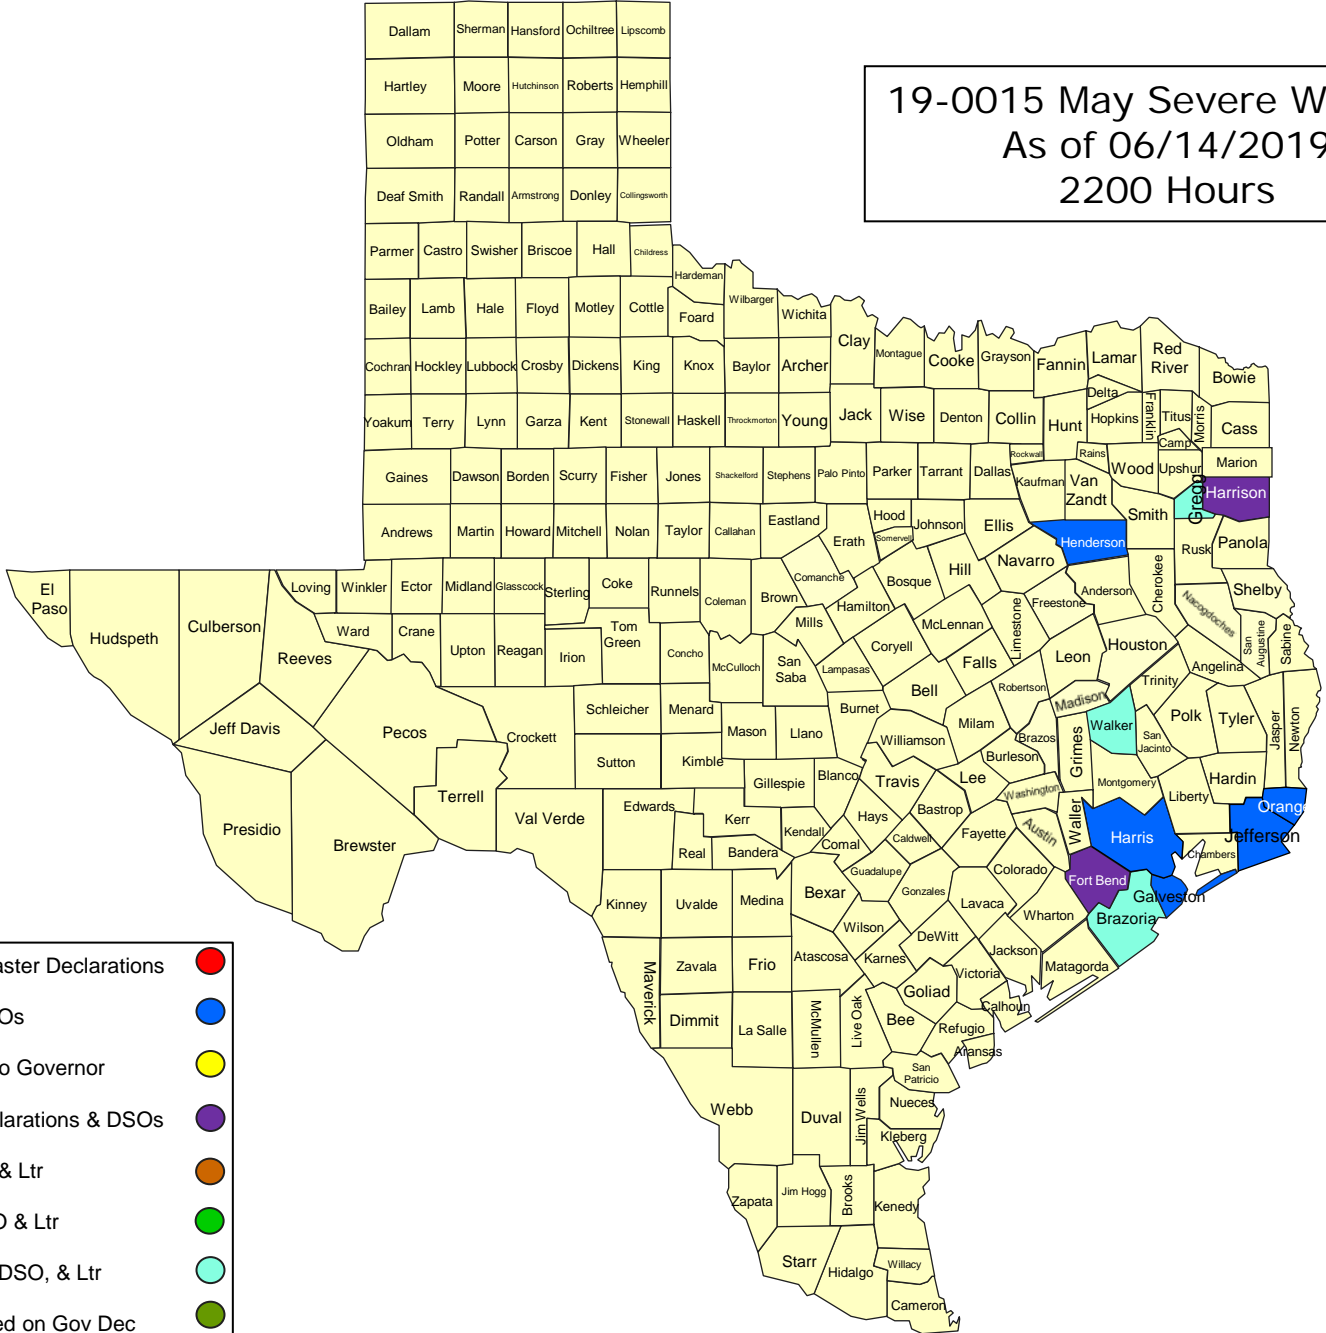 Dallam Sherman Hansford Ochiltree Lipscomb
Hartley Moore Hutchinson Roberts Hemphill
19-0015 May Severe W
As of 06/14/2019
2200 Hours
Oldham Potter Carson Gray Wheeler
Deaf Smith Randall Armstrong Donley Collingsworth
Parmer Castro Swisher Briscoe Hall Childress
Hardeman
Bailey Lamb Hale Floyd Motley Cottle Foard Wilbarger Wichita
Clay Montague Cooke Grayson Fannin Lamar Red River Bowie
Cochran Hockley Lubbock Crosby Dickens King Knox Baylor Archer
Delta
Yoakum Terry Lynn Garza Kent Stonewall Haskell Throckmorton Young Jack Wise Denton Collin Hunt Hopkins Franklin Titus Morris Cass
Camp
Gaines Dawson Borden Scurry Fisher Jones Shackelford Stephens Palo Pinto Parker Tarrant Dallas Rockwall Kaufman Rains Van Zandt Wood Upshur Marion
Gregg Harrison
Andrews Martin Howard Mitchell Nolan Taylor Callahan Eastland Erath Hood Somervell Johnson Ellis Henderson Smith Rusk Panola
El Paso Hudspeth Culberson Loving Winkler Ector Midland Glasscock Sterling Coke Runnels Coleman Brown Comanche Hamilton Bosque Hill Navarro Freestone Anderson Cherokee Nacogdoches Shelby
Reeves Ward Crane Upton Reagan Irion Tom Green Concho McCulloch San Saba Mills Lampasas Coryell McLennan Limestone Falls Leon Houston Angelina San Augustine Sabine
Jeff Davis Pecos Crockett Schleicher Menard Mason Llano Burnet Bell Milam Robertson Madison Brazos Walker Trinity San Jacinto Polk Tyler Jasper Newton
Terrell Sutton Kimble Gillespie Blanco Williamson Travis Lee Burleson Washington Grimes Montgomery Liberty Hardin
Presidio Brewster Val Verde Edwards Kerr Real Bandera Kendall Comal Hays Caldwell Bastrop Fayette Austin Waller Harris Chambers Jefferson Orange
Kinney Uvalde Medina Bexar Guadalupe Gonzales Lavaca Colorado Wharton Fort Bend Brazoria Galveston
Maverick Zavala Frio Atascosa Wilson Karnes DeWitt Jackson Matagorda
Dimmit La Salle McMullen Live Oak Bee Goliad Victoria Calhoun Refugio Aransas
San Patricio
Webb Duval Jim Wells Nueces
Kleberg
Zapata Jim Hogg Brooks Kenedy
Starr Hidalgo Willacy
Cameron
aster Declarations
Os
o Governor
larations & DSOs
& Ltr
O & Ltr
DSO, & Ltr
ed on Gov Dec